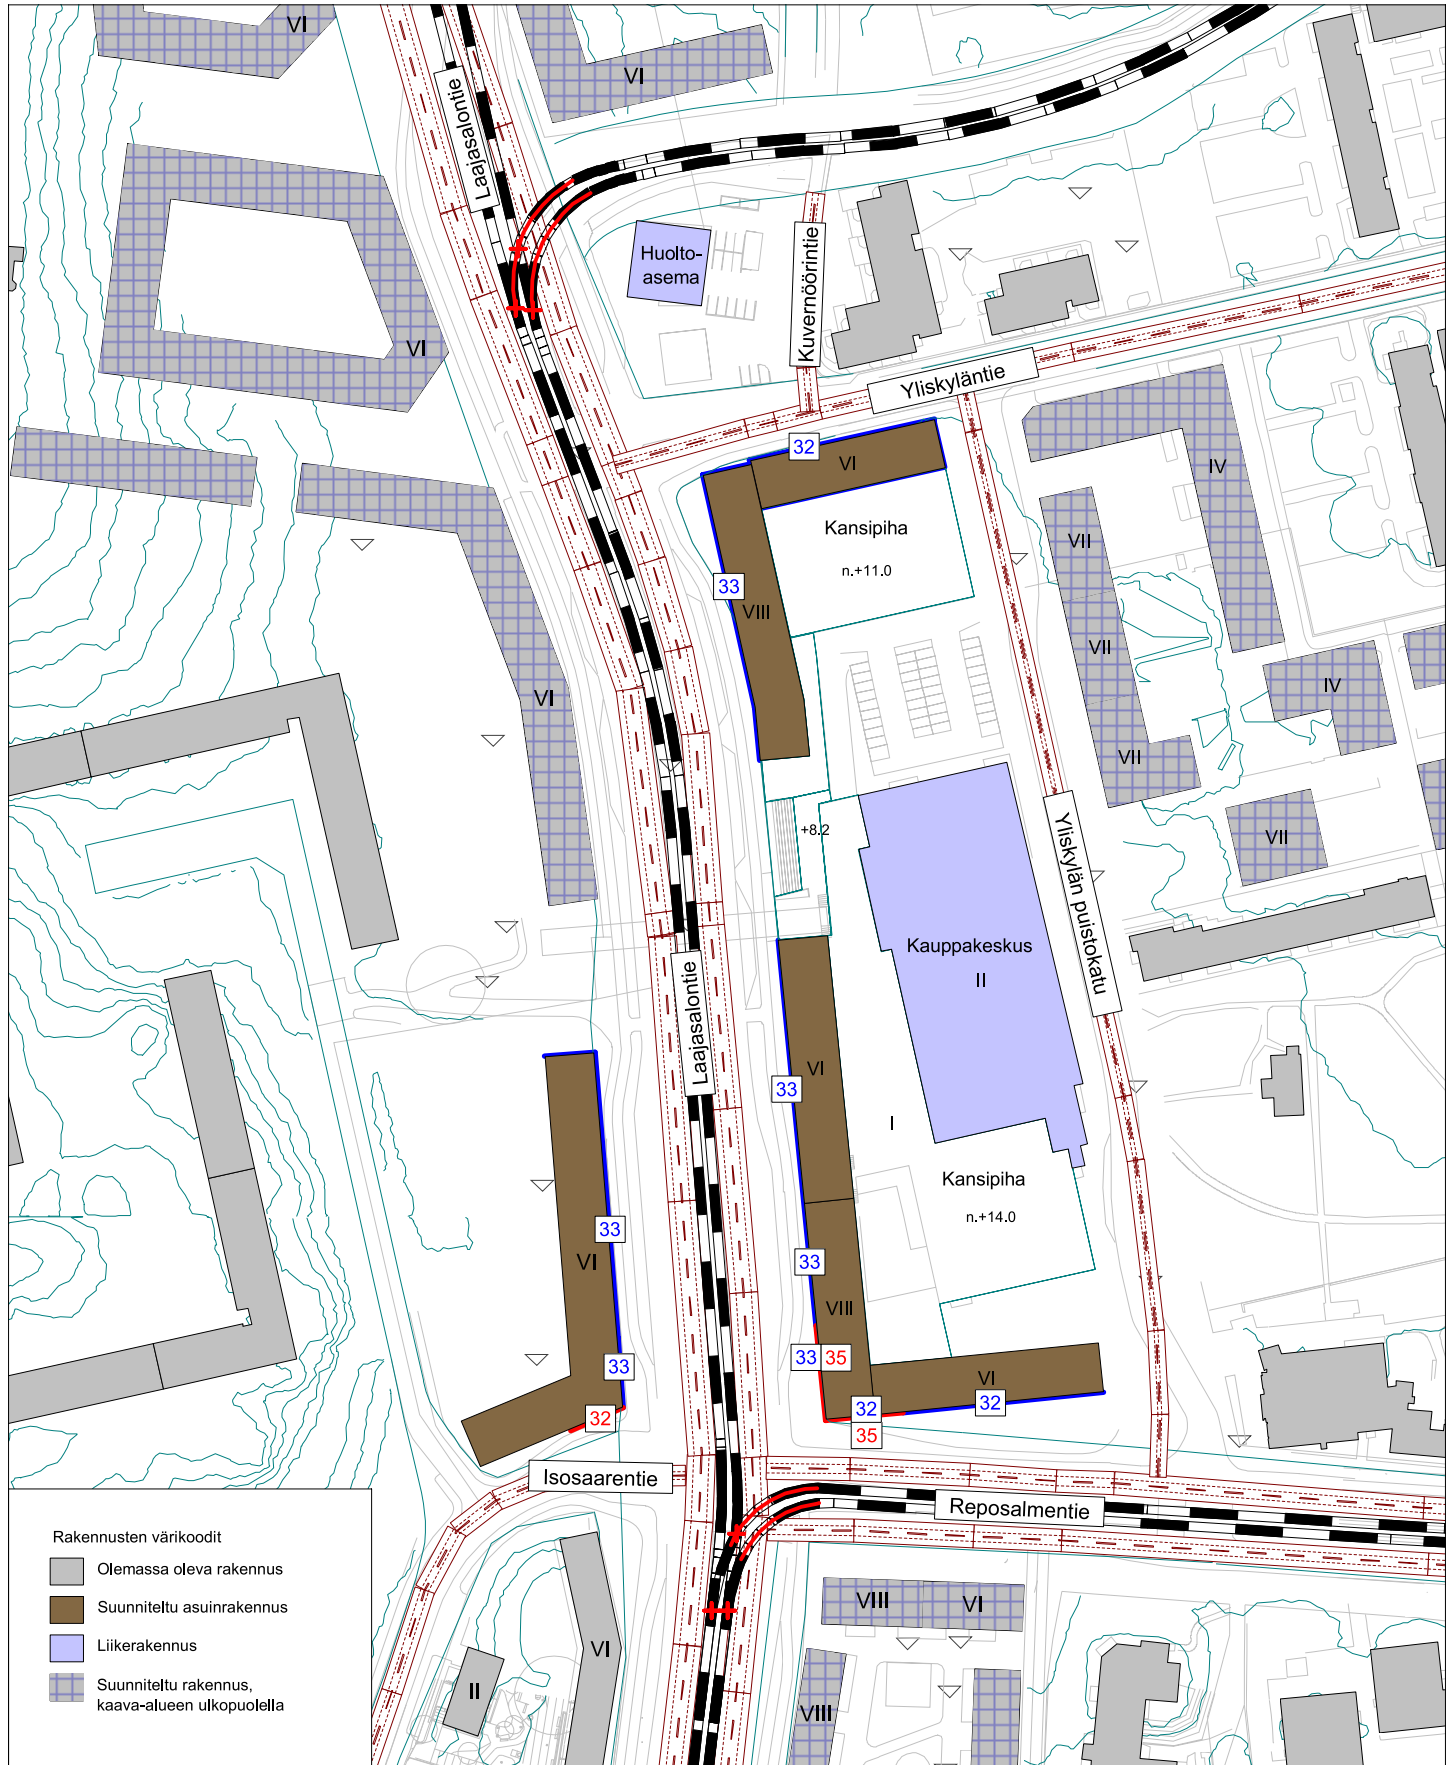 VI
VI
Laajasalontie
Huolto-
asema
Kuvernöörintie
VI
Yliskyläntie
32
VI
IV
Kansipiha
n.+11.0
VII
33
VIII
VII
IV
VI
VII
+8.2
VII
Yliskylän puistokatu
Kauppakeskus
II
Laajasalontie
VI
33
I
Kansipiha
n.+14.0
33
VI
33
VIII
33
33
35
VI
32
32
32
35
Isosaarentie
Reposalmentie
Rakennusten värikoodit
Olemassa oleva rakennus
Suunniteltu asuinrakennus
Liikerakennus
Suunniteltu rakennus,
kaava-alueen ulkopuolella
VIII
VI
VI
II
VIII